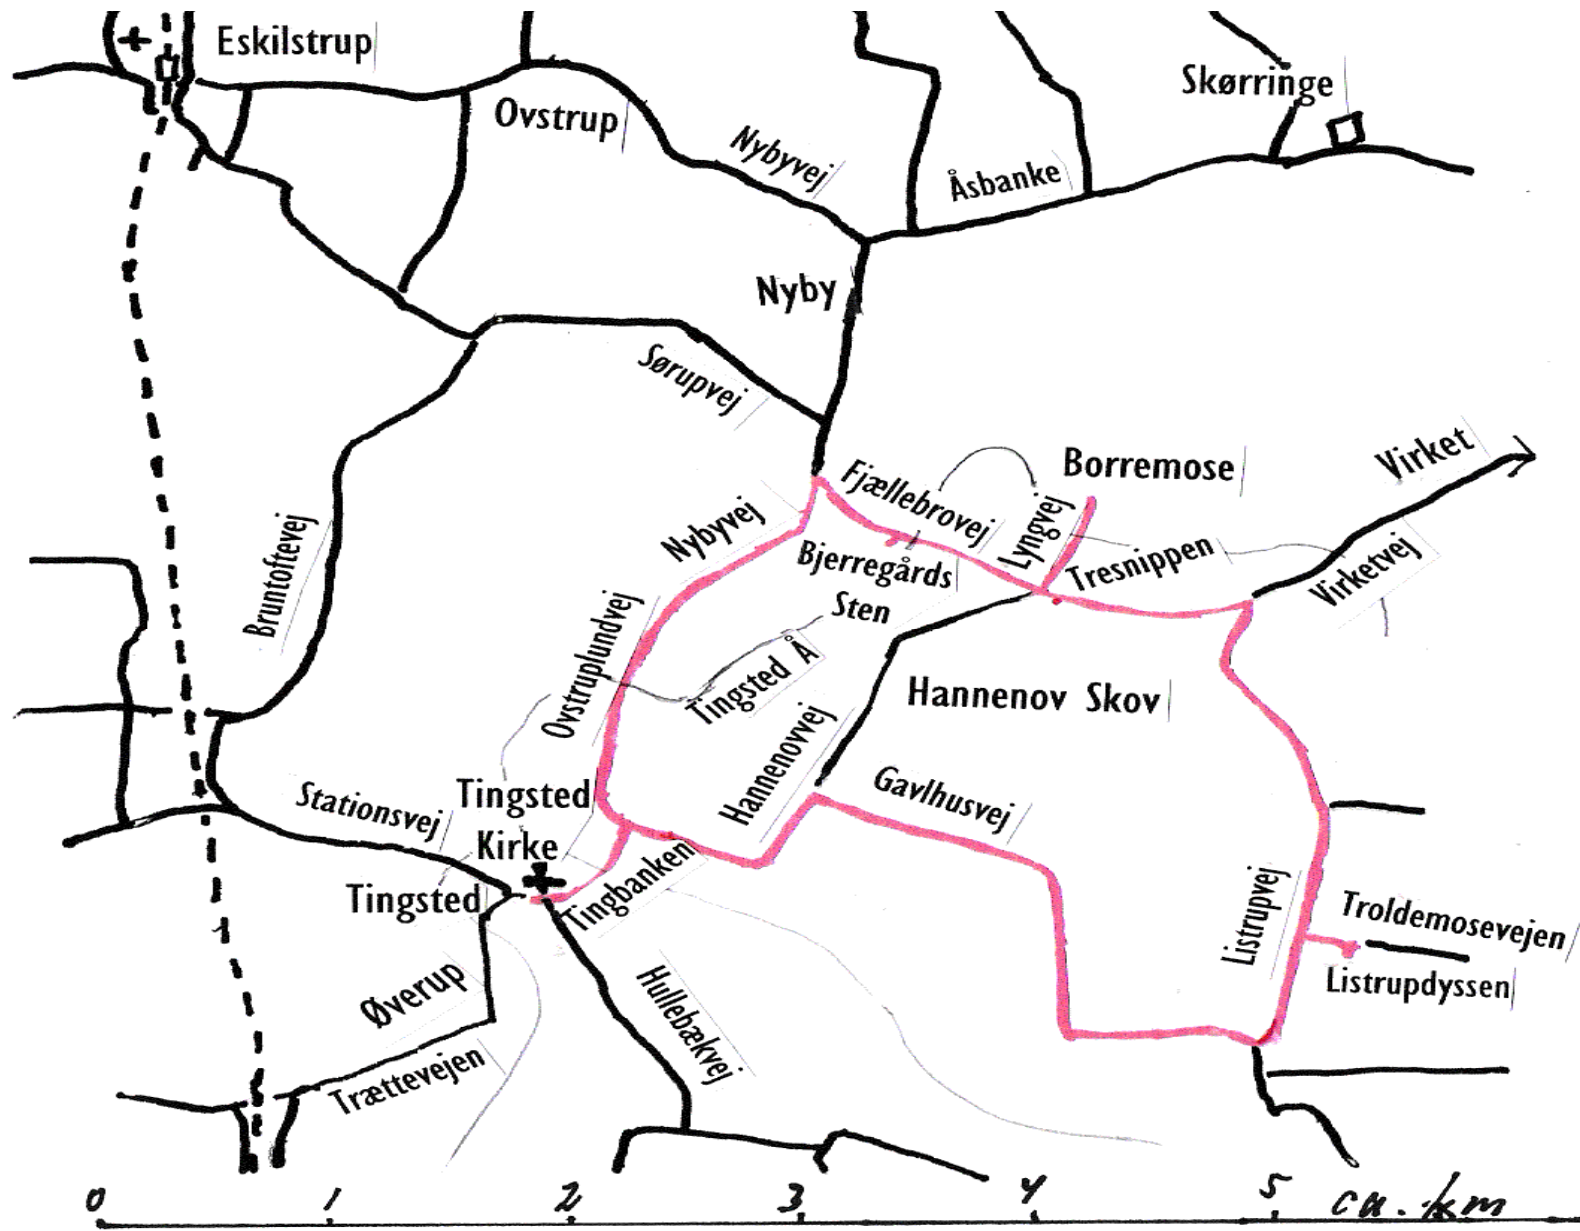 Eskilstrup
Skørringe
Ovstrup
Nybyvej
Åsbanke
Nyby
Sørupvej
Virket
Borremose
Fjællebrovej
Lyngvej
Nybyvej
Bjerregårds
Sten
Tresnippen
Virketvej
Bruntoftevej
Ovstruplundvej
Tingsted Å
Hannenov Skov
Hannenovvej
Gavlhusvej
Stationsvej
Tingsted
Kirke
Tingsted
Tingbanken
Listrupvej
Troldemosevejen
Listrupdyssen
Øverup
Hullebækvej
Trættevejen
0 1 2 3 4 5 ca. km